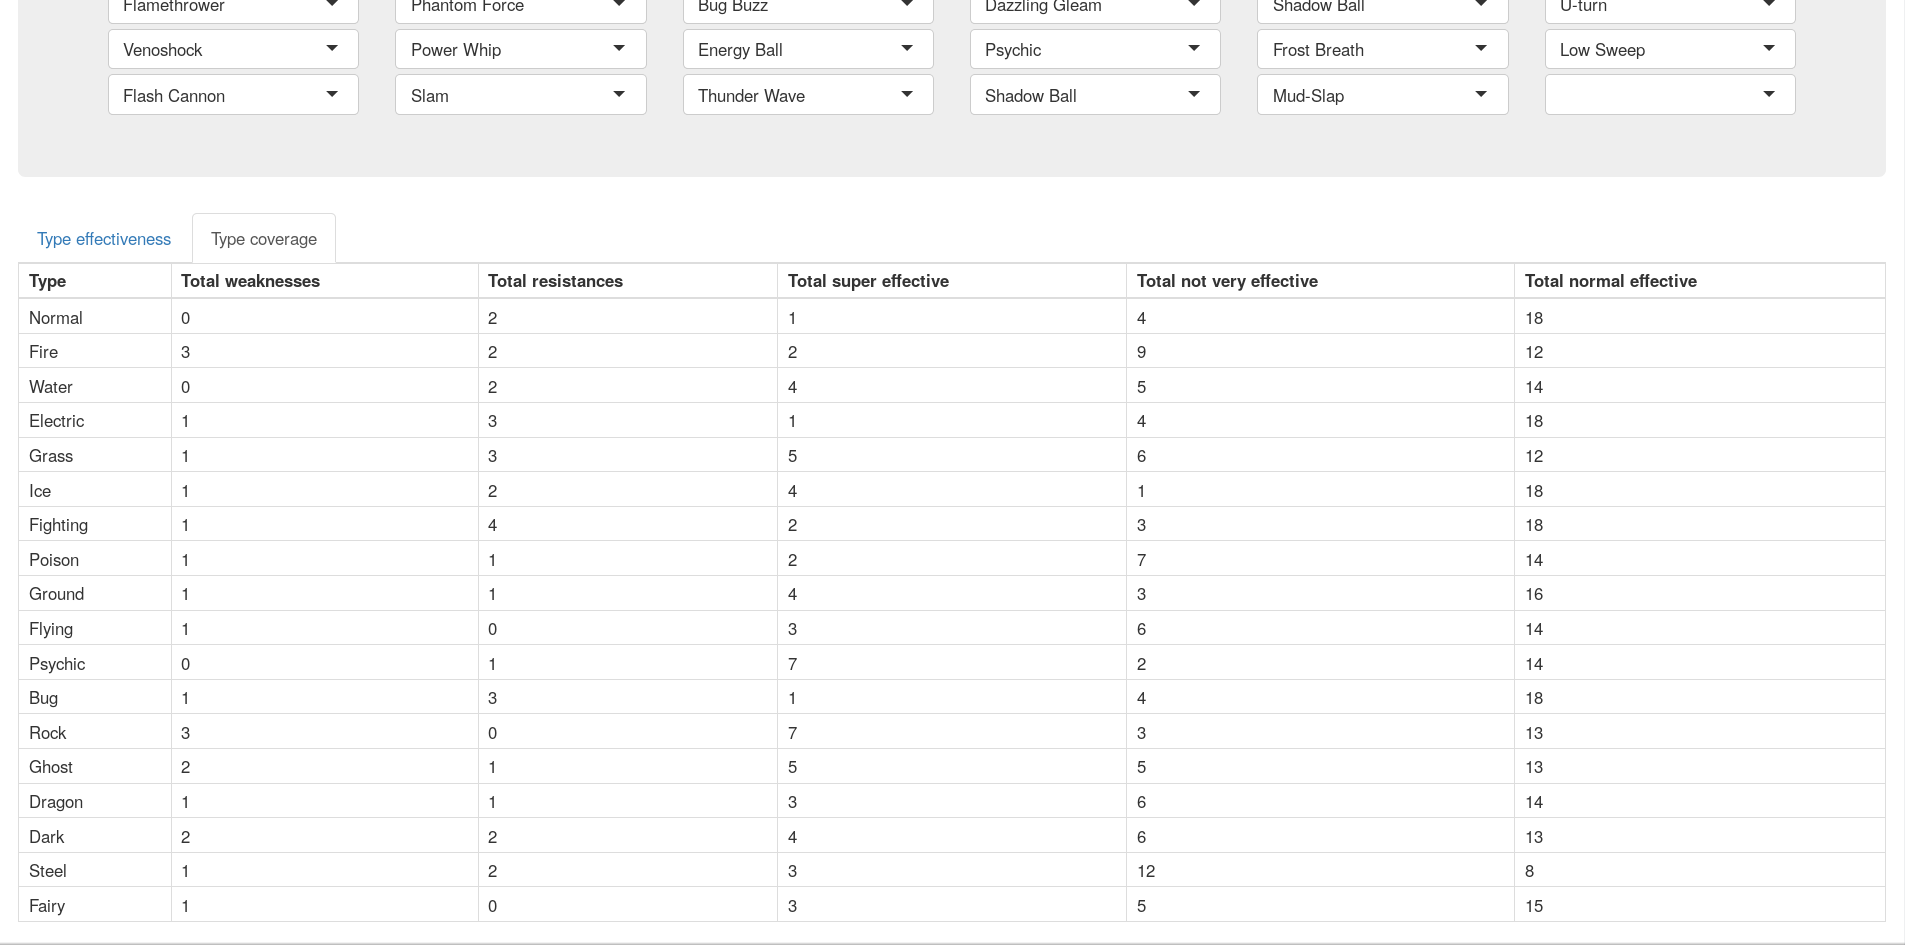 Flamethrower Phantom Force Bug Buzz Dazzling Gleam Shadow Ball U-turn
Venoshock Power Whip Energy Ball Psychic Frost Breath Low Sweep
Flash Cannon Slam Thunder Wave Shadow Ball Mud-Slap
Type effectiveness Type coverage
Type Total weaknesses Total resistances Total super effective Total not very effective Total normal effective
Normal 0 2 1 4 18
Fire 3 2 2 9 12
Water 0 2 4 5 14
Electric 1 3 1 4 18
Grass 1 3 5 6 12
Ice 1 2 4 1 18
Fighting 1 4 2 3 18
Poison 1 1 2 7 14
Ground 1 1 4 3 16
Flying 1 0 3 6 14
Psychic 0 1 7 2 14
Bug 1 3 1 4 18
Rock 3 0 7 3 13
Ghost 2 1 5 5 13
Dragon 1 1 3 6 14
Dark 2 2 4 6 13
Steel 1 2 3 12 8
Fairy 1 0 3 5 15